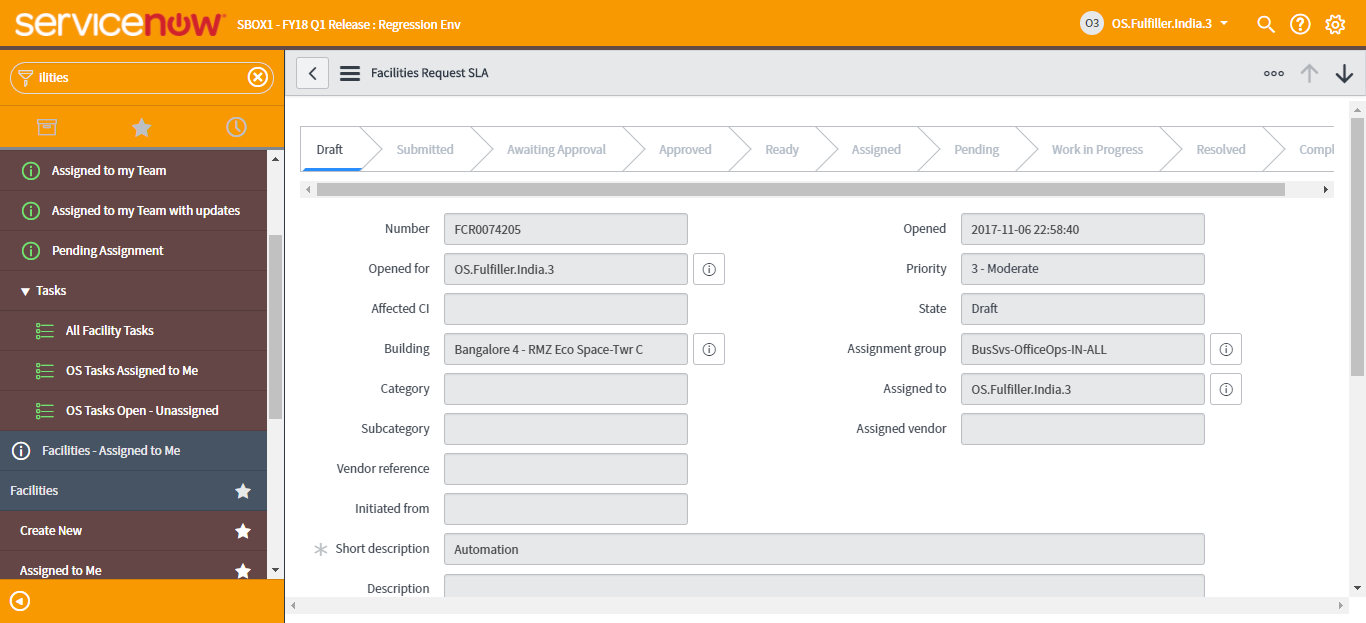 servicenow SBOX1 - FY18 Q1 Release : Regression Env O3 OS.Fulfiller.India.3
ilities
Assigned to my Team
Assigned to my Team with updates
Pending Assignment
Tasks
All Facility Tasks
OS Tasks Assigned to Me
OS Tasks Open - Unassigned
Facilities - Assigned to Me
Facilities
Create New
Assigned to Me
Facilities Request SLA
Draft Submitted Awaiting Approval Approved Ready Assigned Pending Work in Progress Resolved Compl
Number FCR0074205 Opened 2017-11-06 22:58:40
Opened for OS.Fulfiller.India.3 Priority 3 - Moderate
Affected CI State Draft
Building Bangalore 4 - RMZ Eco Space-Twr C Assignment group BusSvs-OfficeOps-IN-ALL
Category Assigned to OS.Fulfiller.India.3
Subcategory Assigned vendor
Vendor reference
Initiated from
Short description Automation
Description